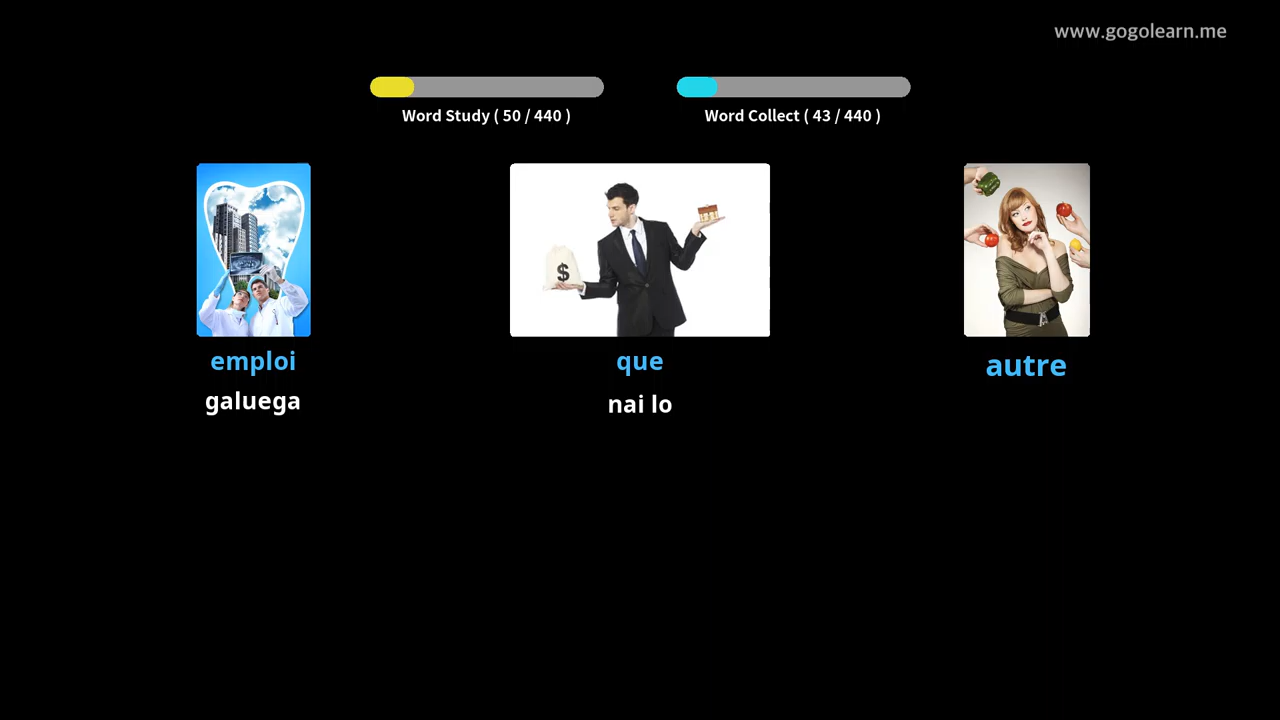 www.gogolearn.me
Word Study ( 50 / 440 )
Word Collect ( 43 / 440 )
$
emploi
que
autre
galuega
nai lo